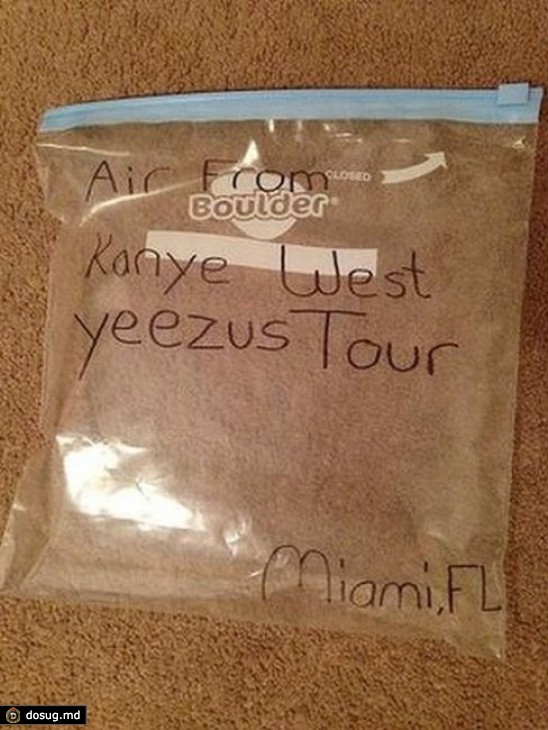 Air From
CLOSED
Boulder®
Kanye West
yeezus Tour
Miami, FL
dosug.md